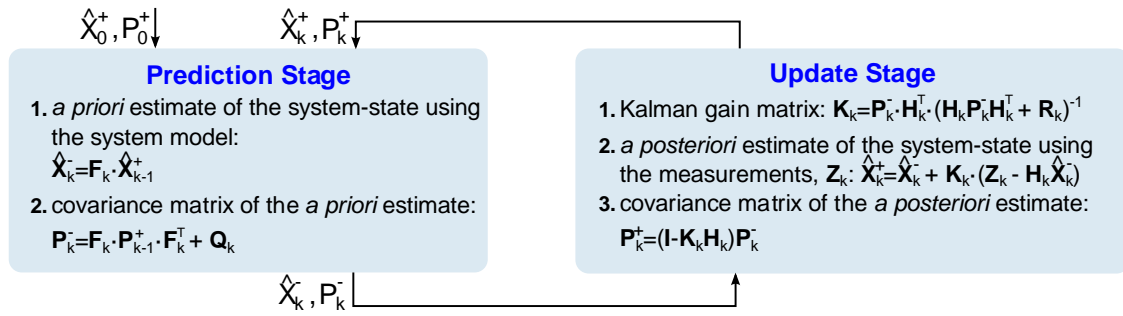 X̂₀⁺, P₀⁺
X̂ₖ⁺, Pₖ⁺
Prediction Stage
1. a priori estimate of the system-state using
the system model:
X̂ₖ⁻=Fₖ·X̂ₖ₋₁⁺
2. covariance matrix of the a priori estimate:
Pₖ⁻=Fₖ·Pₖ₋₁⁺·Fₖᵀ + Qₖ
Update Stage
1. Kalman gain matrix: Kₖ=Pₖ⁻·Hₖᵀ·(HₖPₖ⁻Hₖᵀ + Rₖ)⁻¹
2. a posteriori estimate of the system-state using
the measurements, Zₖ: X̂ₖ⁺=X̂ₖ⁻ + Kₖ·(Zₖ - HₖX̂ₖ⁻)
3. covariance matrix of the a posteriori estimate:
Pₖ⁺=(I-KₖHₖ)Pₖ⁻
X̂ₖ⁻, Pₖ⁻